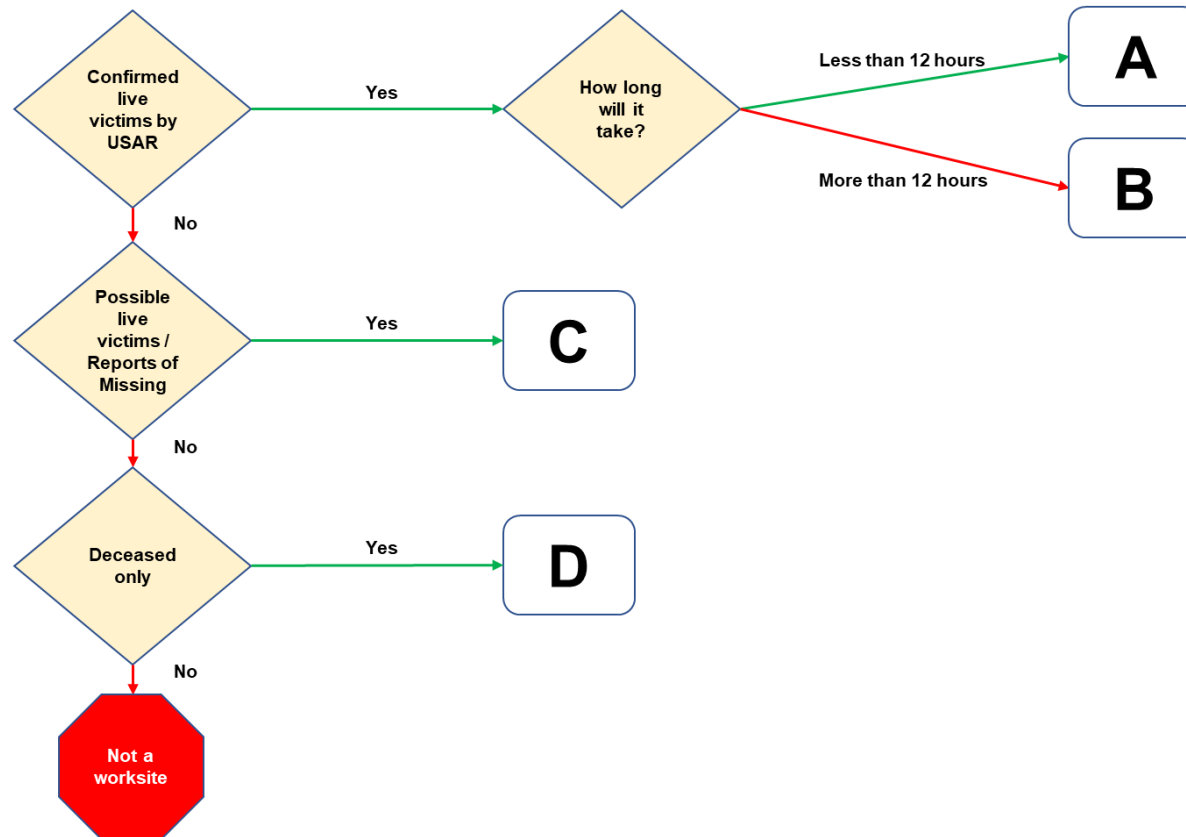 Confirmed
live
victims by
USAR
Yes
How long
will it
take?
Less than 12 hours
A
More than 12 hours
B
No
Possible
live
victims /
Reports of
Missing
Yes
C
No
Deceased
only
Yes
D
No
Not a
worksite